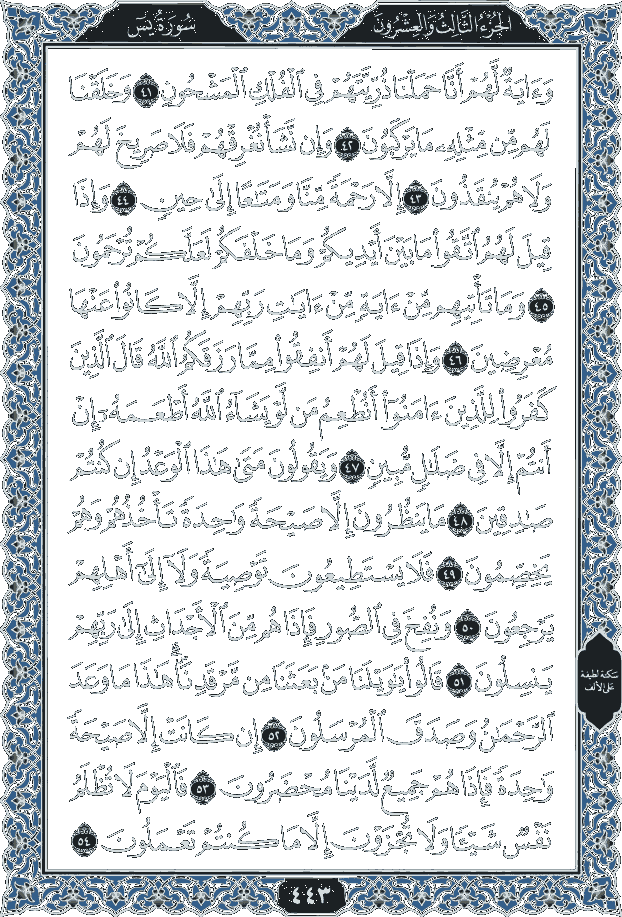 الجزء الثالث والعشرون
سورة يس
وَءَايَةٌ لَّهُمْ أَنَّا حَمَلْنَا ذُرِّيَّتَهُمْ فِي ٱلْفُلْكِ ٱلْمَشْحُونِ ٤١ وَخَلَقْنَا
لَهُم مِّن مِّثْلِهِۦ مَا يَرْكَبُونَ ٤٢ وَإِن نَّشَأْ نُغْرِقْهُمْ فَلَا صَرِيخَ لَهُمْ
وَلَا هُمْ يُنقَذُونَ ٤٣ إِلَّا رَحْمَةً مِّنَّا وَمَتَٰعًا إِلَىٰ حِينٍ ٤٤ وَإِذَا
قِيلَ لَهُمُ ٱتَّقُوا۟ مَا بَيْنَ أَيْدِيكُمْ وَمَا خَلْفَكُمْ لَعَلَّكُمْ تُرْحَمُونَ
٤٥ وَمَا تَأْتِيهِم مِّنْ ءَايَةٍ مِّنْ ءَايَٰتِ رَبِّهِمْ إِلَّا كَانُوا۟ عَنْهَا
مُعْرِضِينَ ٤٦ وَإِذَا قِيلَ لَهُمْ أَنفِقُوا۟ مِمَّا رَزَقَكُمُ ٱللَّهُ قَالَ ٱلَّذِينَ
كَفَرُوا۟ لِلَّذِينَ ءَامَنُوٓا۟ أَنُطْعِمُ مَن لَّوْ يَشَآءُ ٱللَّهُ أَطْعَمَهُۥٓ إِنْ
أَنتُمْ إِلَّا فِي ضَلَٰلٍ مُّبِينٍ ٤٧ وَيَقُولُونَ مَتَىٰ هَٰذَا ٱلْوَعْدُ إِن كُنتُمْ
صَٰدِقِينَ ٤٨ مَا يَنظُرُونَ إِلَّا صَيْحَةً وَٰحِدَةً تَأْخُذُهُمْ وَهُمْ
يَخِصِّمُونَ ٤٩ فَلَا يَسْتَطِيعُونَ تَوْصِيَةً وَلَآ إِلَىٰٓ أَهْلِهِمْ
يَرْجِعُونَ ٥٠ وَنُفِخَ فِي ٱلصُّورِ فَإِذَا هُم مِّنَ ٱلْأَجْدَاثِ إِلَىٰ رَبِّهِمْ
يَنسِلُونَ ٥١ قَالُوا۟ يَٰوَيْلَنَا مَنۢ بَعَثَنَا مِن مَّرْقَدِنَا ۜ هَٰذَا مَا وَعَدَ
ٱلرَّحْمَٰنُ وَصَدَقَ ٱلْمُرْسَلُونَ ٥٢ إِن كَانَتْ إِلَّا صَيْحَةً
وَٰحِدَةً فَإِذَا هُمْ جَمِيعٌ لَّدَيْنَا مُحْضَرُونَ ٥٣ فَٱلْيَوْمَ لَا تُظْلَمُ
نَفْسٌ شَيْـًٔا وَلَا تُجْزَوْنَ إِلَّا مَا كُنتُمْ تَعْمَلُونَ ٥٤
سكتة لطيفة
على الألف
٤٤٣